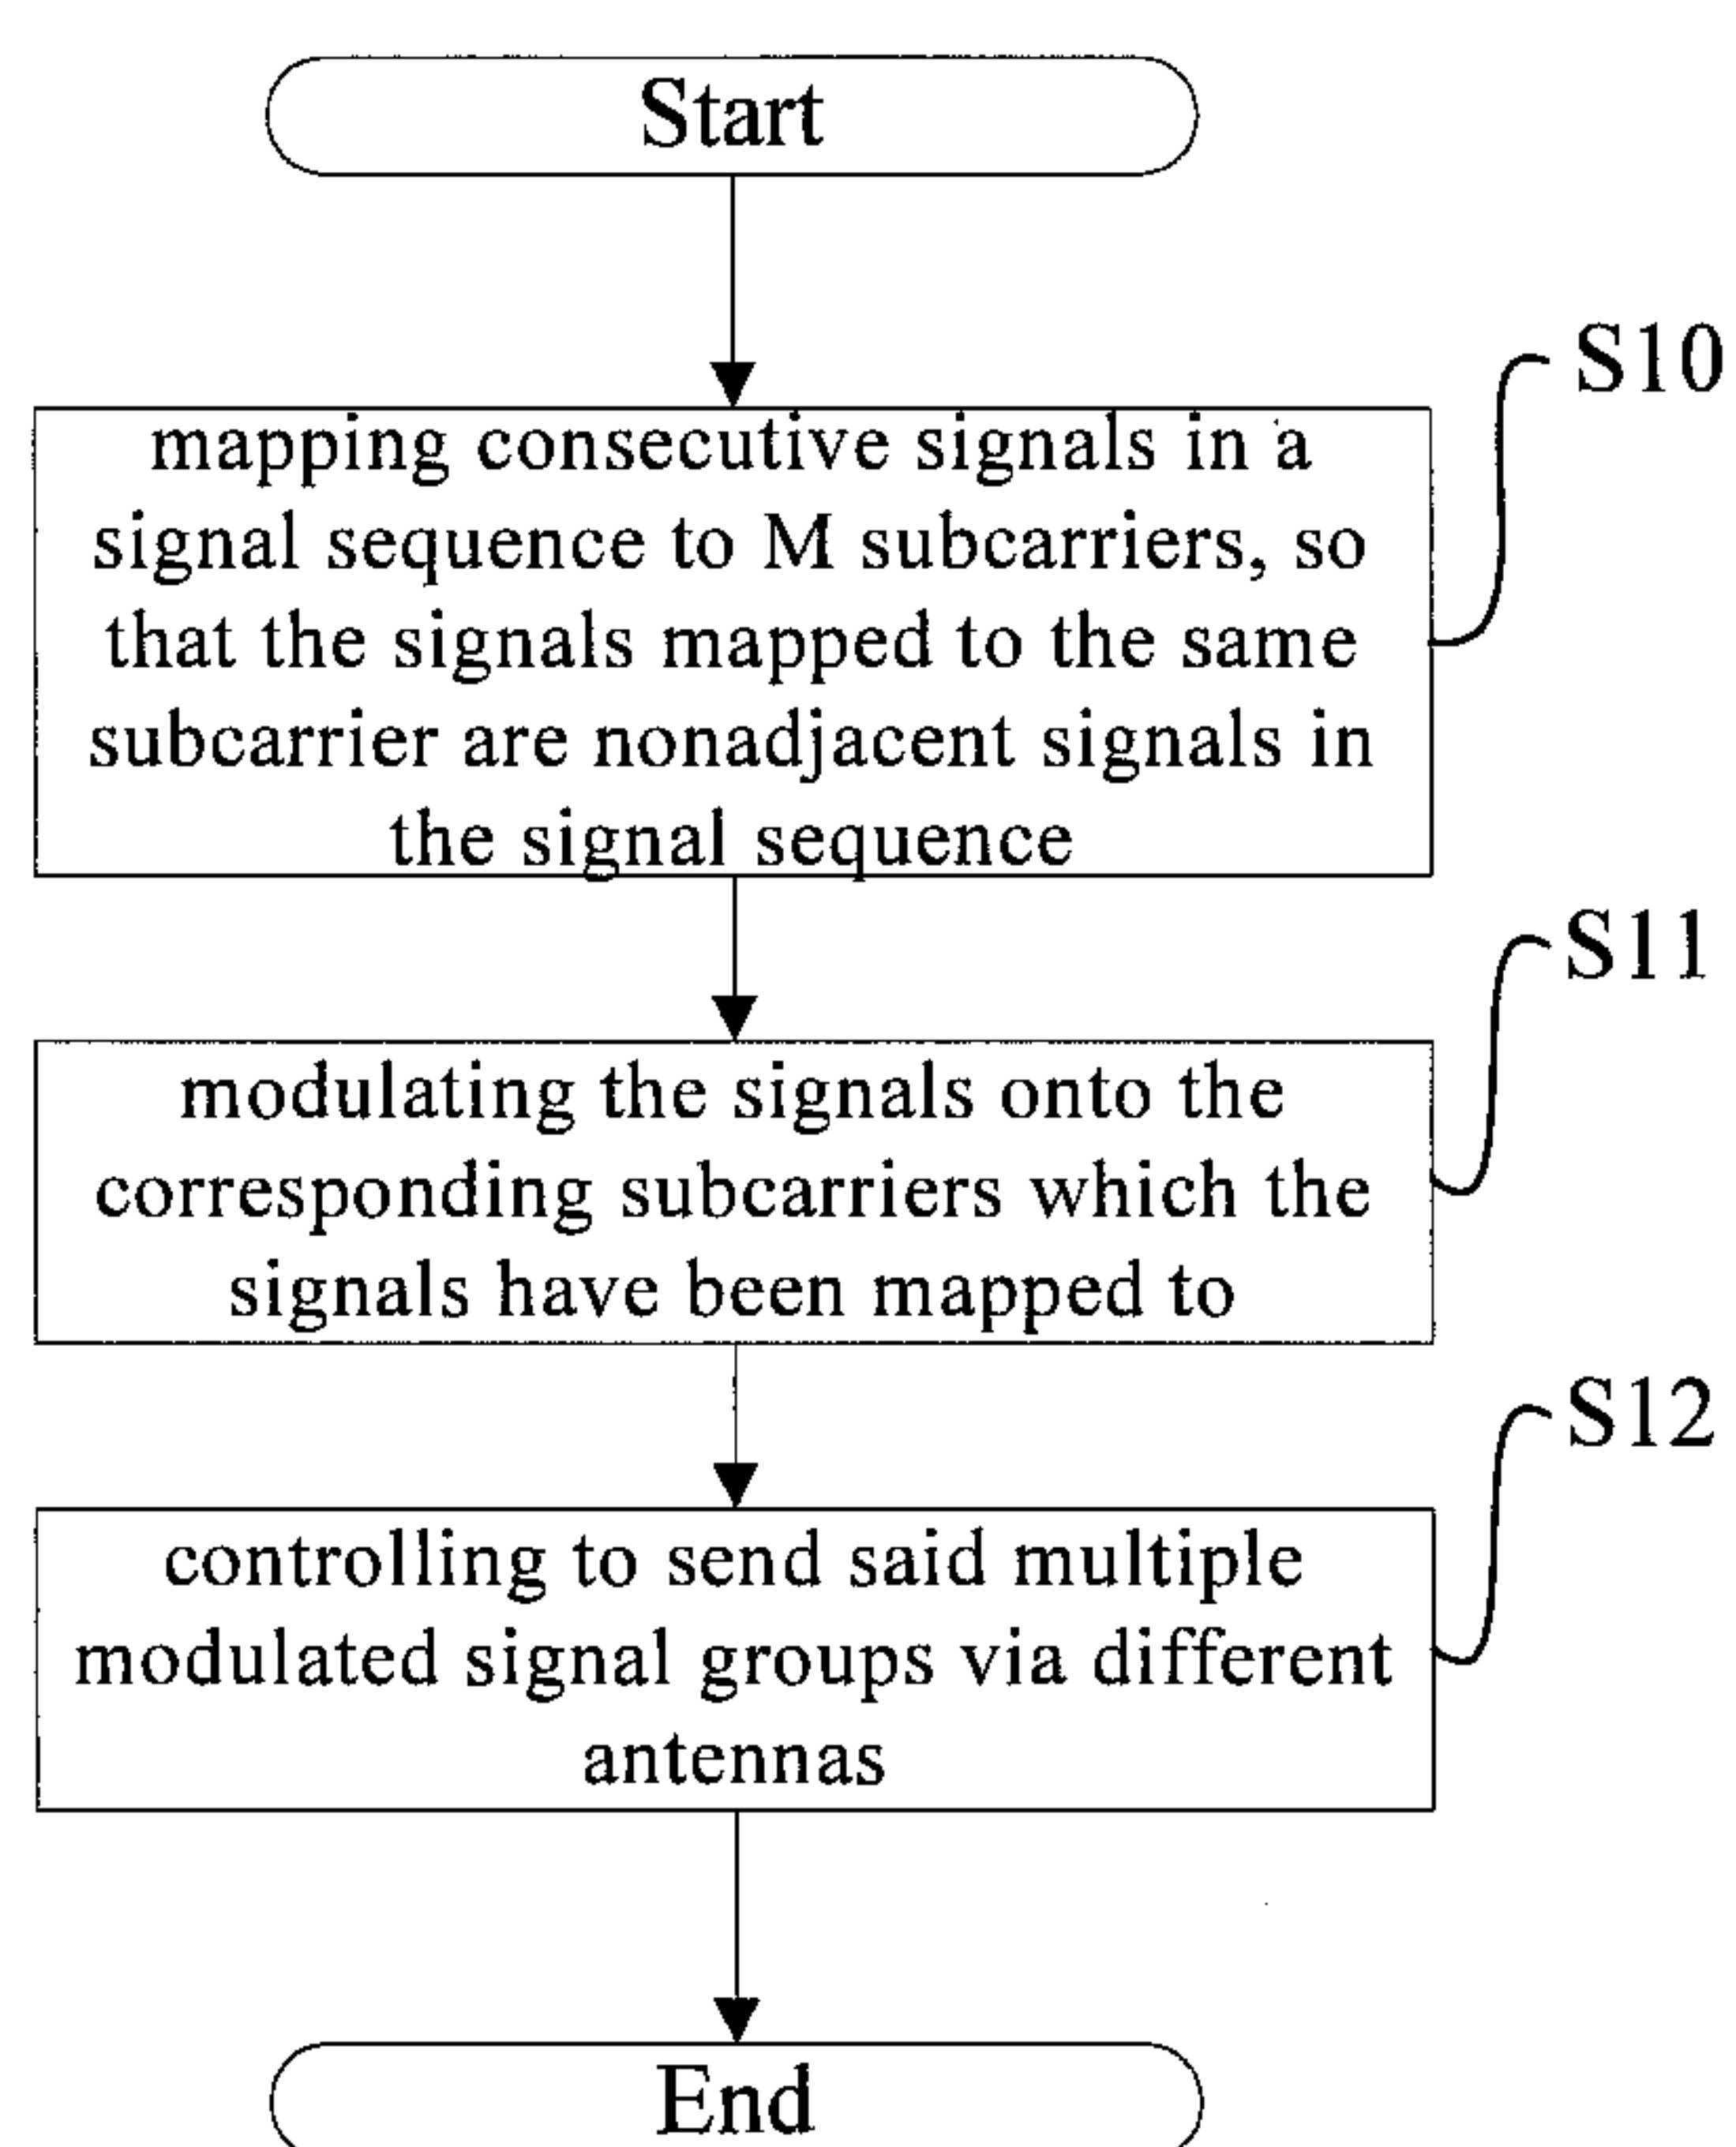 Start
S10
mapping consecutive signals in a
signal sequence to M subcarriers, so
that the signals mapped to the same
subcarrier are nonadjacent signals in
the signal sequence
S11
modulating the signals onto the
corresponding subcarriers which the
signals have been mapped to
S12
controlling to send said multiple
modulated signal groups via different
antennas
End